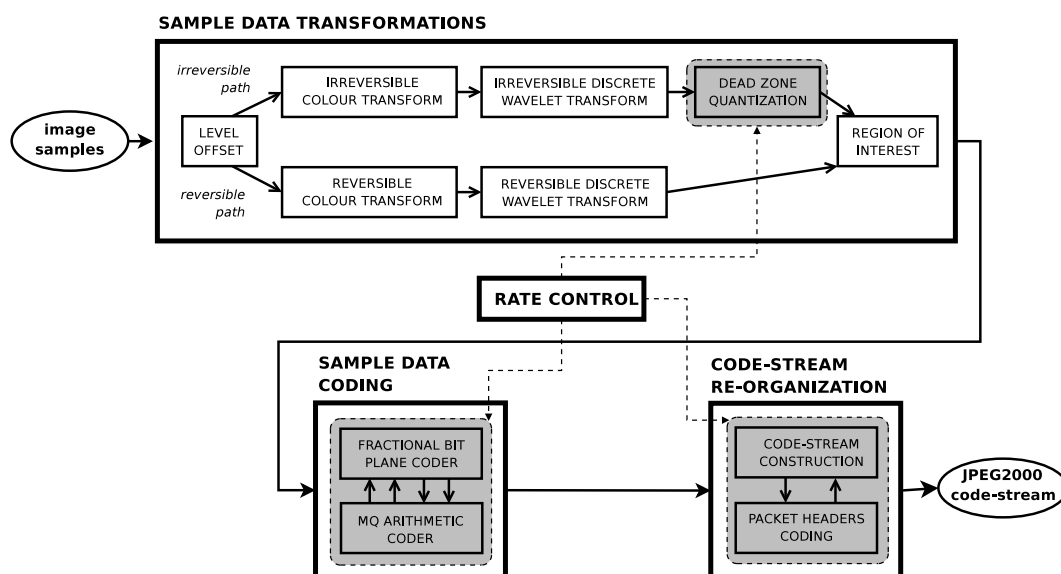 SAMPLE DATA TRANSFORMATIONS
irreversible
path
IRREVERSIBLE
COLOUR TRANSFORM
IRREVERSIBLE DISCRETE
WAVELET TRANSFORM
DEAD ZONE
QUANTIZATION
image
samples
LEVEL
OFFSET
REGION OF
INTEREST
reversible
path
REVERSIBLE
COLOUR TRANSFORM
REVERSIBLE DISCRETE
WAVELET TRANSFORM
RATE CONTROL
SAMPLE DATA
CODING
CODE-STREAM
RE-ORGANIZATION
FRACTIONAL BIT
PLANE CODER
MQ ARITHMETIC
CODER
CODE-STREAM
CONSTRUCTION
PACKET HEADERS
CODING
JPEG2000
code-stream